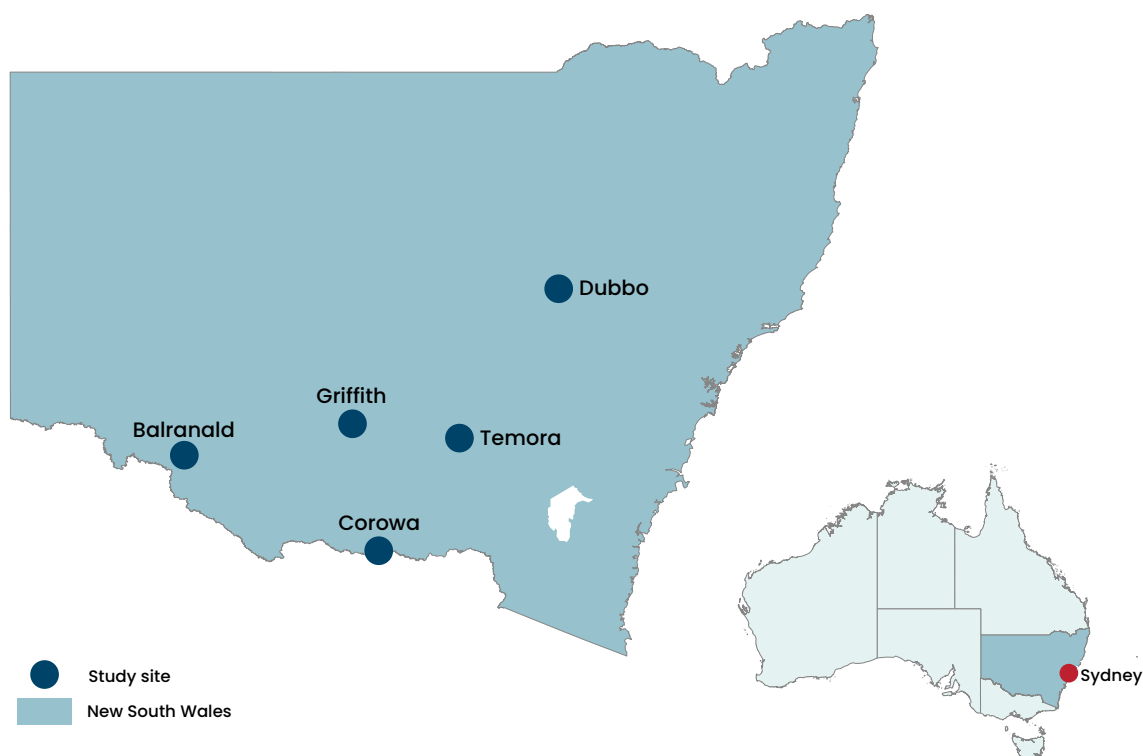 Dubbo
Griffith
Balranald
Temora
Corowa
Study site
New South Wales
Sydney